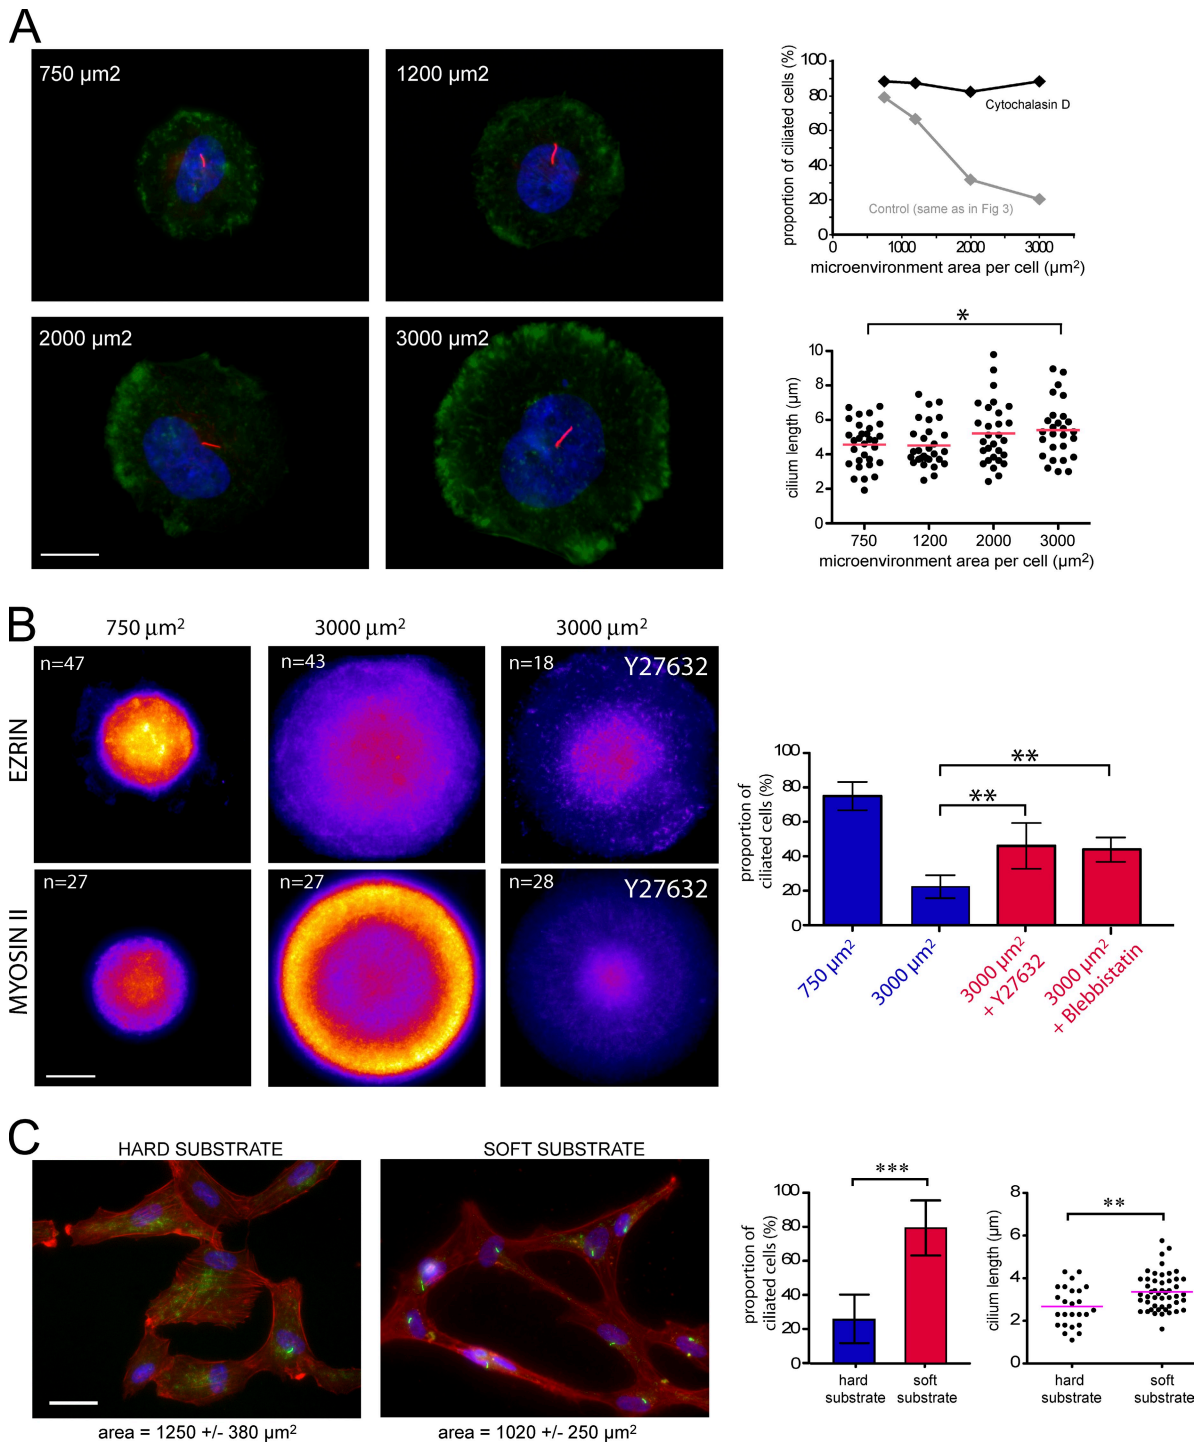 A
750 µm2
1200 µm2
2000 µm2
3000 µm2
proportion of ciliated cells (%)
100
80
60
40
20
0
Cytochalasin D
Control (same as in Fig 3)
0
1000
2000
3000
microenvironment area per cell (µm²)
*
cilium length (µm)
10
8
6
4
2
0
750
1200
2000
3000
microenvironment area per cell (µm²)
B
750 µm²
3000 µm²
3000 µm²
EZRIN
n=47
n=43
n=18
Y27632
MYOSIN II
n=27
n=27
n=28
Y27632
proportion of
ciliated cells (%)
100
80
60
40
20
0
**
**
750 µm²
3000 µm²
3000 µm²
+ Y27632
3000 µm²
+ Blebbistatin
C
HARD SUBSTRATE
SOFT SUBSTRATE
area = 1250 +/- 380 µm²
area = 1020 +/- 250 µm²
proportion of
ciliated cells (%)
100
80
60
40
20
0
***
hard
substrate
soft
substrate
cilium length (µm)
8
6
4
2
0
**
hard
substrate
soft
substrate